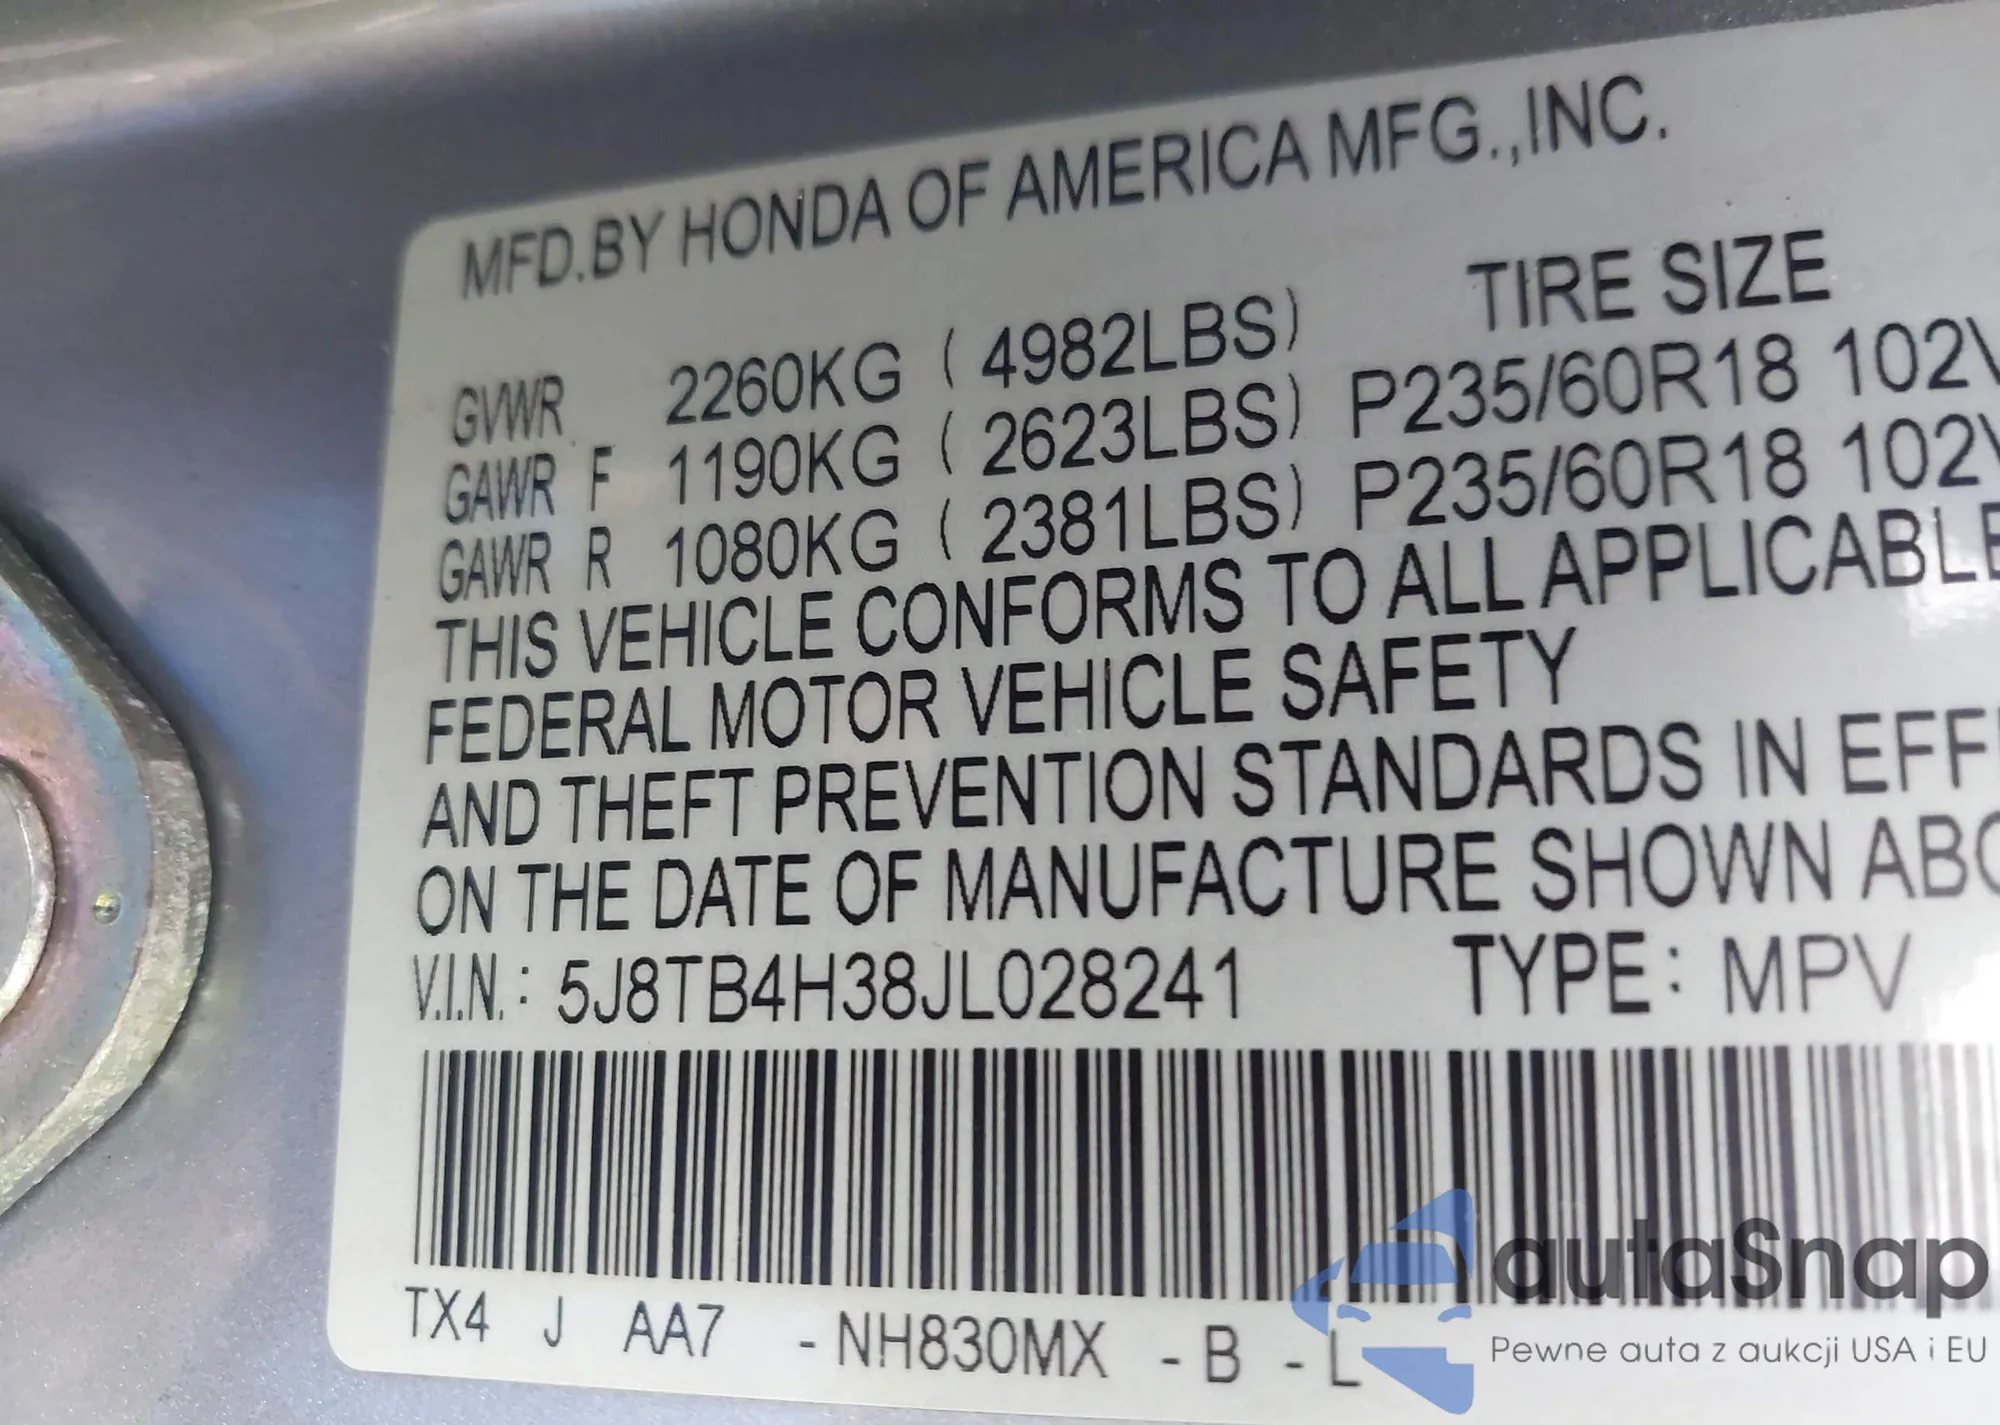 MFD.BY HONDA OF AMERICA MFG.,INC.
TIRE SIZE
GVWR 2260KG ( 4982LBS)
GAWR F 1190KG ( 2623LBS) P235/60R18 102V
GAWR R 1080KG ( 2381LBS) P235/60R18 102V
THIS VEHICLE CONFORMS TO ALL APPLICABLE
FEDERAL MOTOR VEHICLE SAFETY
AND THEFT PREVENTION STANDARDS IN EFF
ON THE DATE OF MANUFACTURE SHOWN ABO
V.I.N.: 5J8TB4H38JL028241 TYPE: MPV
TX4 J AA7 -NH830MX - B - L
autaSnap
Pewne auta z aukcji USA i EU